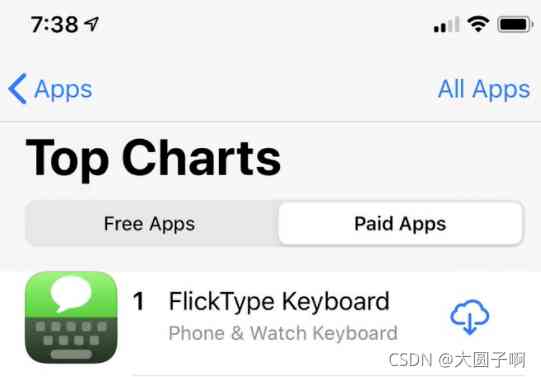 7:38
Apps
All Apps
Top Charts
Free Apps
Paid Apps
1 FlickType Keyboard
Phone & Watch Keyboard
CSDN @大圆子啊